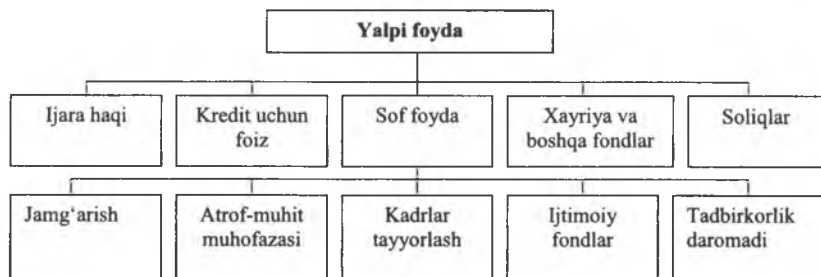 Yalpi foyda
Ijara haqi
Kredit uchun
foiz
Sof foyda
Xayriya va
boshqa fondlar
Soliqlar
Jamg‘arish
Atrof-muhit
muhofazasi
Kadrlar
tayyorlash
Ijtimoiy
fondlar
Tadbirkorlik
daromadi